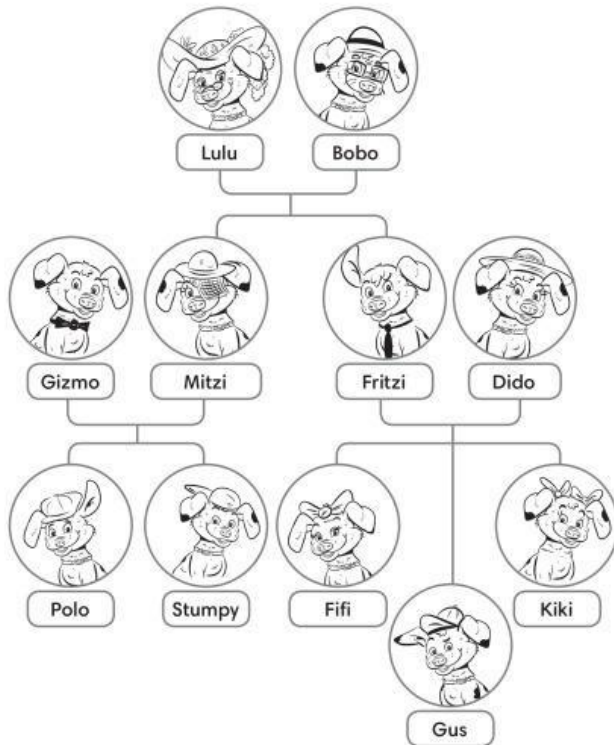 Lulu
Bobo
Gizmo
Mitzi
Fritzi
Dido
Polo
Stumpy
Fifi
Kiki
Gus